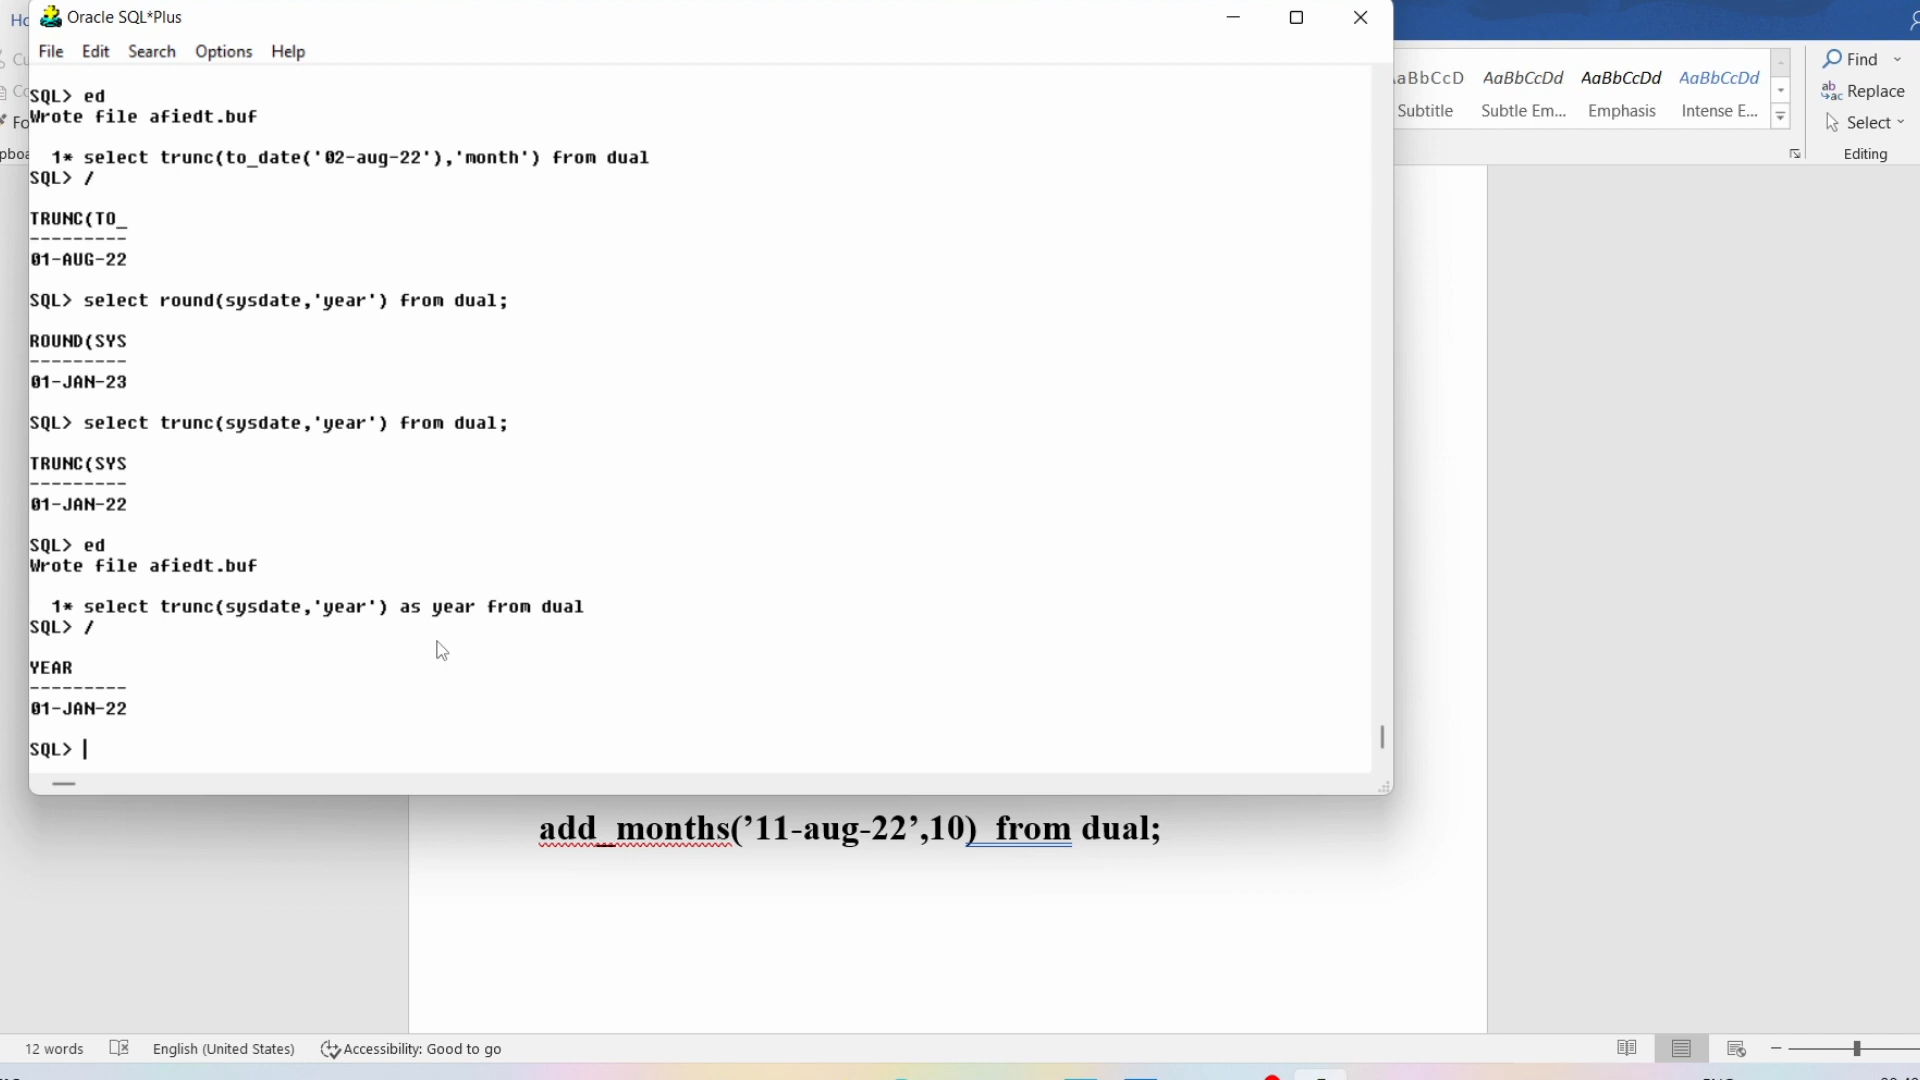 Oracle SQL*Plus
File Edit Search Options Help
SQL> ed
Wrote file afiedt.buf
1* select trunc(to_date('02-aug-22'),'month') from dual
SQL> /
TRUNC(TO_
---------
01-AUG-22
SQL> select round(sysdate,'year') from dual;
ROUND(SYS
---------
01-JAN-23
SQL> select trunc(sysdate,'year') from dual;
TRUNC(SYS
---------
01-JAN-22
SQL> ed
Wrote file afiedt.buf
1* select trunc(sysdate,'year') as year from dual
SQL> /
YEAR
---------
01-JAN-22
SQL>
AaBbCcDd AaBbCcDd AaBbCcDd
Subtitle Subtle Em... Emphasis Intense E...
Find
Replace
Select
Editing
add_months(’11-aug-22’,10) from dual;
12 words English (United States) Accessibility: Good to go